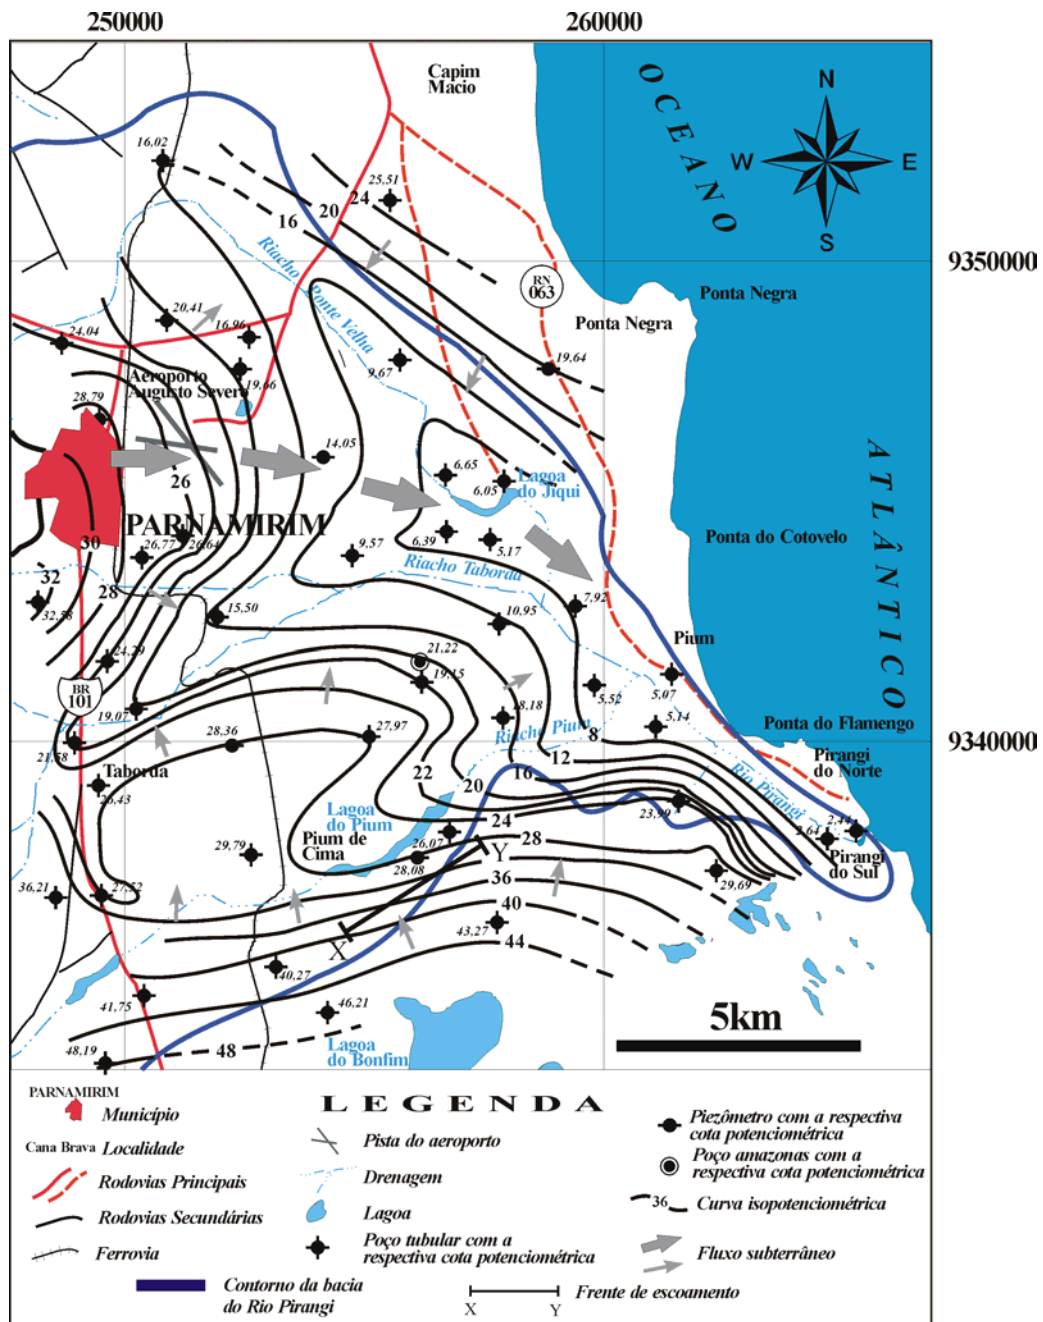 250000
260000
Capim
Macio
OCEANO
N
W
E
S
16,02
25,51
24
20
16
9350000
Riacho Ponte Velha
RN
063
Ponta Negra
Ponta Negra
20,41
16,96
24,04
19,64
9,67
Aeroporto
Augusto Severo
19,66
28,79
14,05
6,65
Lagoa
do Jiqui
6,05
ATLÂNTICO
26
PARNAMIRIM
30
26,77
26,64
6,39
5,17
Ponta do Cotovelo
9,57
Riacho Taborda
32
28
32,58
7,92
15,50
10,95
Pium
24,29
21,22
19,15
BR
101
5,07
5,52
19,07
18,18
5,14
Ponta do Flamengo
28,36
27,97
Riacho Pium
8
9340000
21,58
12
Pirangi
do Norte
Taborda
22
20
16
Rio Pirangi
26,43
23,99
Lagoa
do Pium
24
2,44
Pium de
Cima
26,07
28
2,64
29,79
Y
Pirangi
do Sul
28,08
36
29,69
36,21
27,52
40
43,27
X
44
40,27
41,75
46,21
5km
48,19
48
Lagoa
do Bonfim
PARNAMIRIM
LEGENDA
Município
Cana Brava Localidade
Rodovias Principais
Rodovias Secundárias
Ferrovia
Pista do aeroporto
Drenagem
Lagoa
Poço tubular com a
respectiva cota potenciométrica
Piezômetro com a respectiva
cota potenciométrica
Poço amazonas com a
respectiva cota potenciométrica
36 Curva isopotenciométrica
Fluxo subterrâneo
Contorno da bacia
do Rio Pirangi
X Y
Frente de escoamento